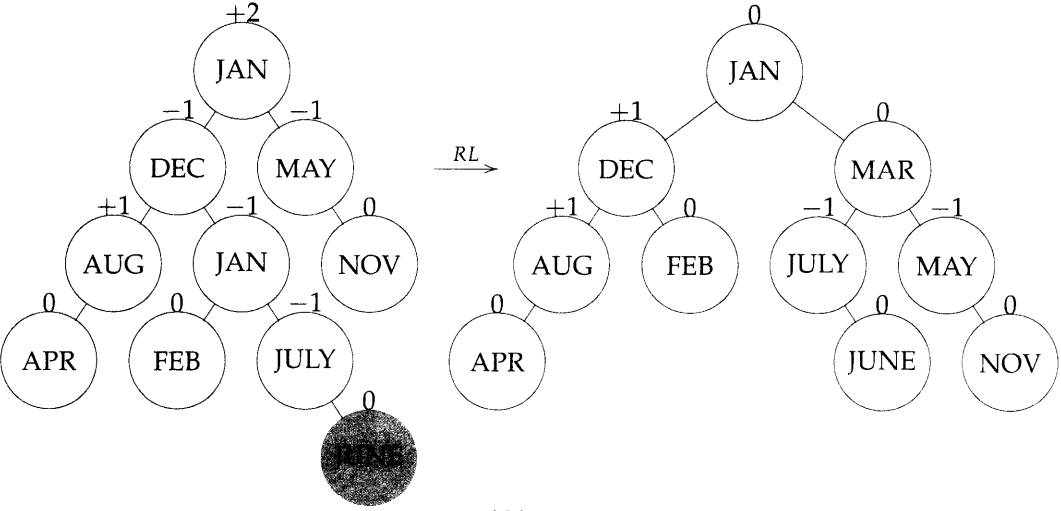 +2
JAN
−1 −1
DEC MAY
+1 −1 0
AUG JAN NOV
0 0 −1
APR FEB JULY
0
JUNE
RL
0
JAN
+1 0
DEC MAR
+1 0 −1 −1
AUG FEB JULY MAY
0 0 0
APR JUNE NOV